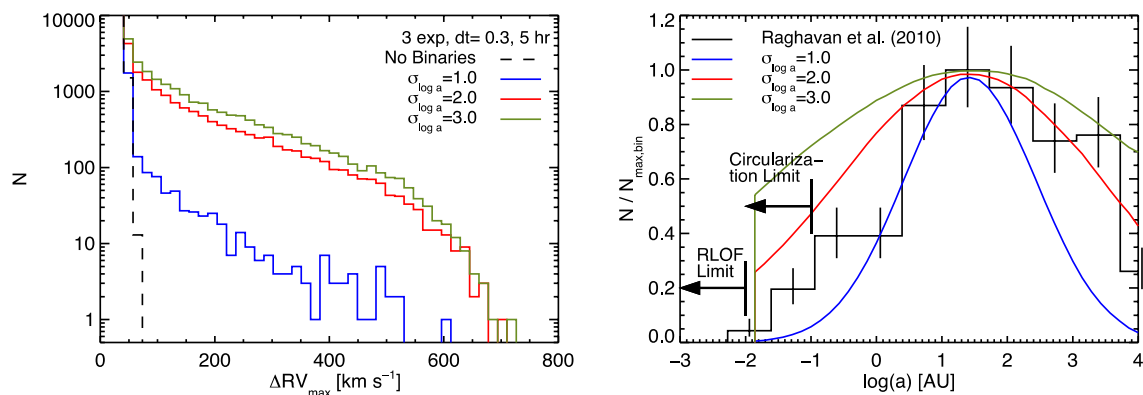 N
10000
1000
100
10
1
N
3 exp, dt= 0.3, 5 hr
No Binaries
σlog a=1.0
σlog a=2.0
σlog a=3.0
0 200 400 600 800
ΔRVmax [km s⁻¹]
N / Nmax,bin
1.2
1.0
0.8
0.6
0.4
0.2
0.0
Raghavan et al. (2010)
σlog a=1.0
σlog a=2.0
σlog a=3.0
Circulariza-
tion Limit
RLOF
Limit
−3 −2 −1 0 1 2 3 4
log(a) [AU]